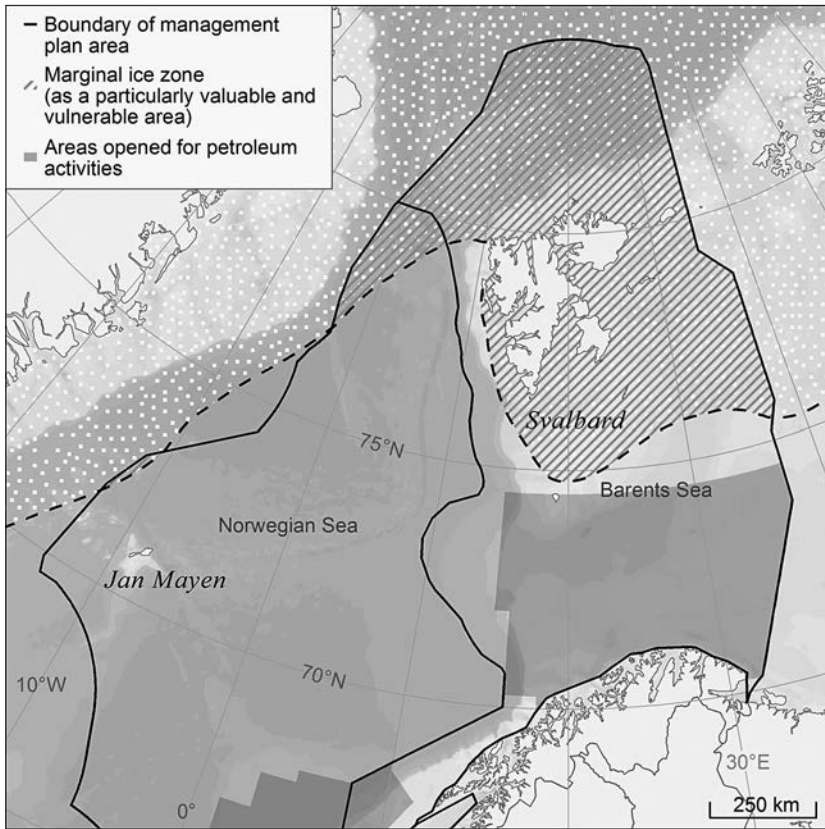 Boundary of management
plan area
Marginal ice zone
(as a particularly valuable and
vulnerable area)
Areas opened for petroleum
activities
Svalbard
75°N
Barents Sea
Norwegian Sea
Jan Mayen
70°N
10°W
30°E
0°
250 km